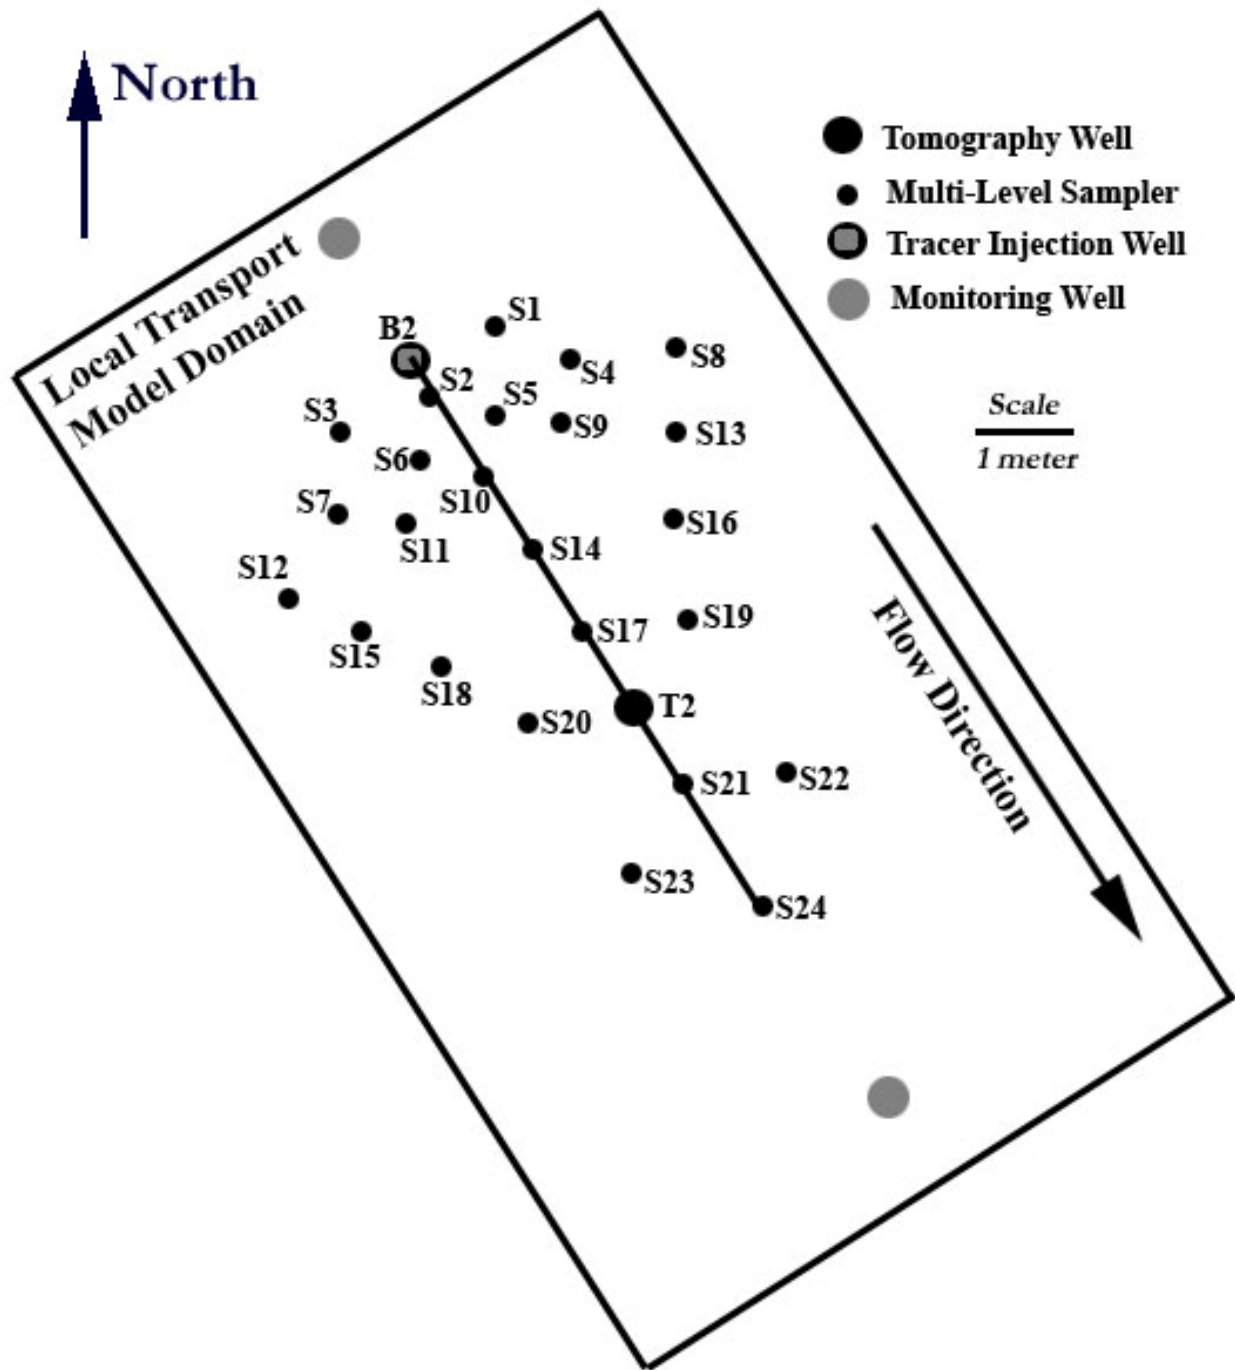 North
Tomography Well
Multi-Level Sampler
Tracer Injection Well
Monitoring Well
Local Transport
Model Domain
B2
S1
S2
S3
S4
S5
S6
S7
S8
S9
S10
S11
S12
S13
S14
S15
S16
S17
S18
S19
S20
T2
S21
S22
S23
S24
Scale
1 meter
Flow Direction